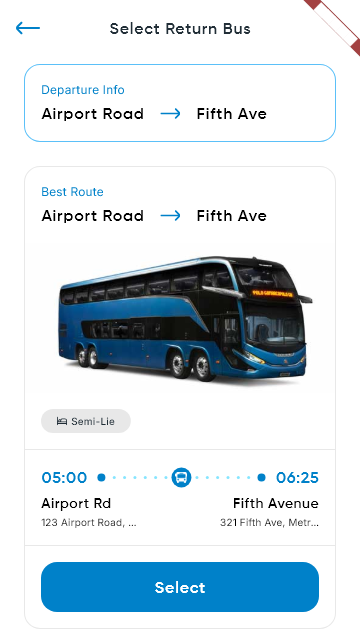 Select Return Bus
Departure Info
Airport Road → Fifth Ave
Best Route
Airport Road → Fifth Ave
Semi-Lie
05:00 06:25
Airport Rd Fifth Avenue
123 Airport Road, ... 321 Fifth Ave, Metr...
Select